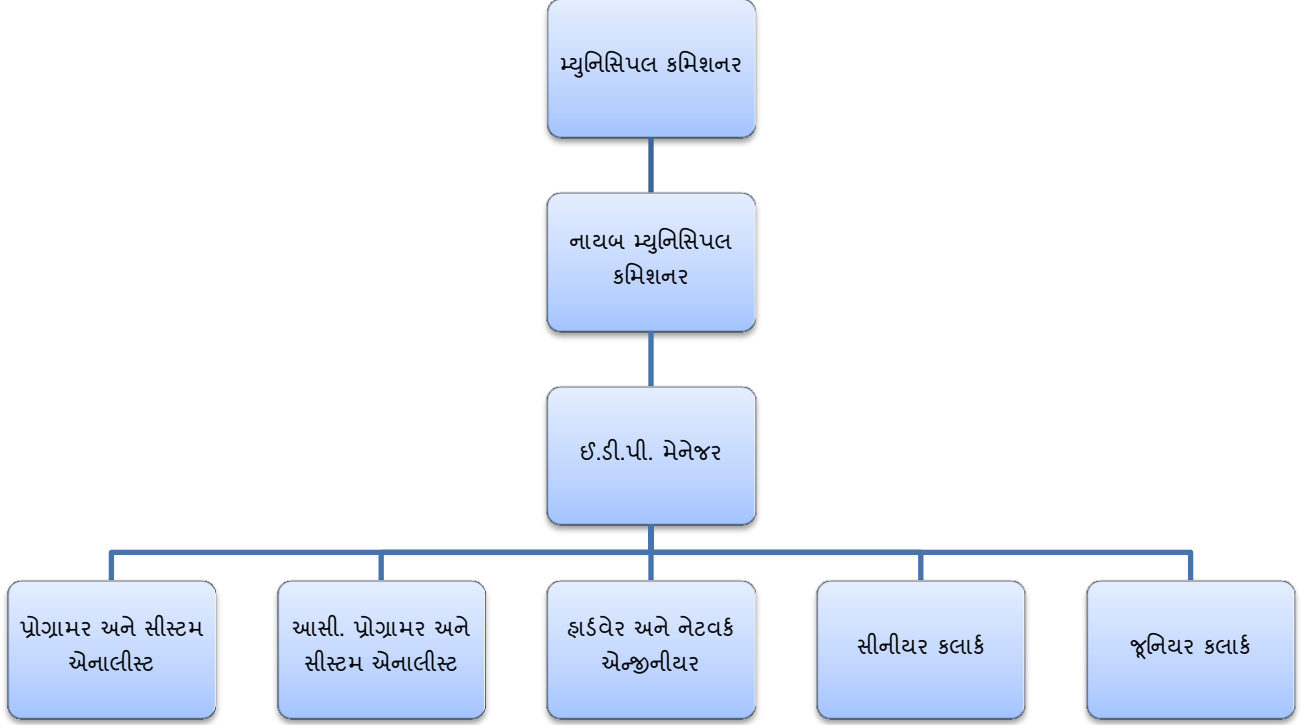 મ્યુનિસિપલ કમિશનર
નાયબ મ્યુનિસિપલ
કમિશનર
ઈ.ડી.પી. મેનેજર
પ્રોગ્રામર અને સીસ્ટમ
એનાલીસ્ટ
આસી. પ્રોગ્રામર અને
સીસ્ટમ એનાલીસ્ટ
હાર્ડવેર અને નેટવર્ક
એન્જીનીયર
સીનીયર કલાર્ક
જૂનિયર કલાર્ક